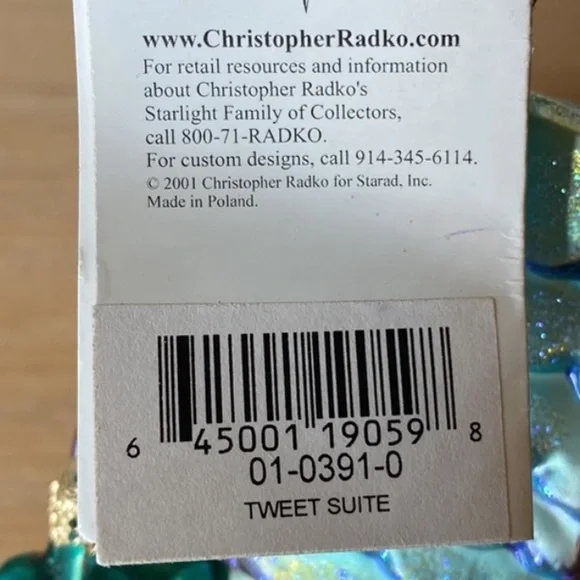 www.ChristopherRadko.com
For retail resources and information
about Christopher Radko's
Starlight Family of Collectors,
call 800-71-RADKO.
For custom designs, call 914-345-6114.
© 2001 Christopher Radko for Starad, Inc.
Made in Poland.
6 45001 19059 8
01-0391-0
TWEET SUITE